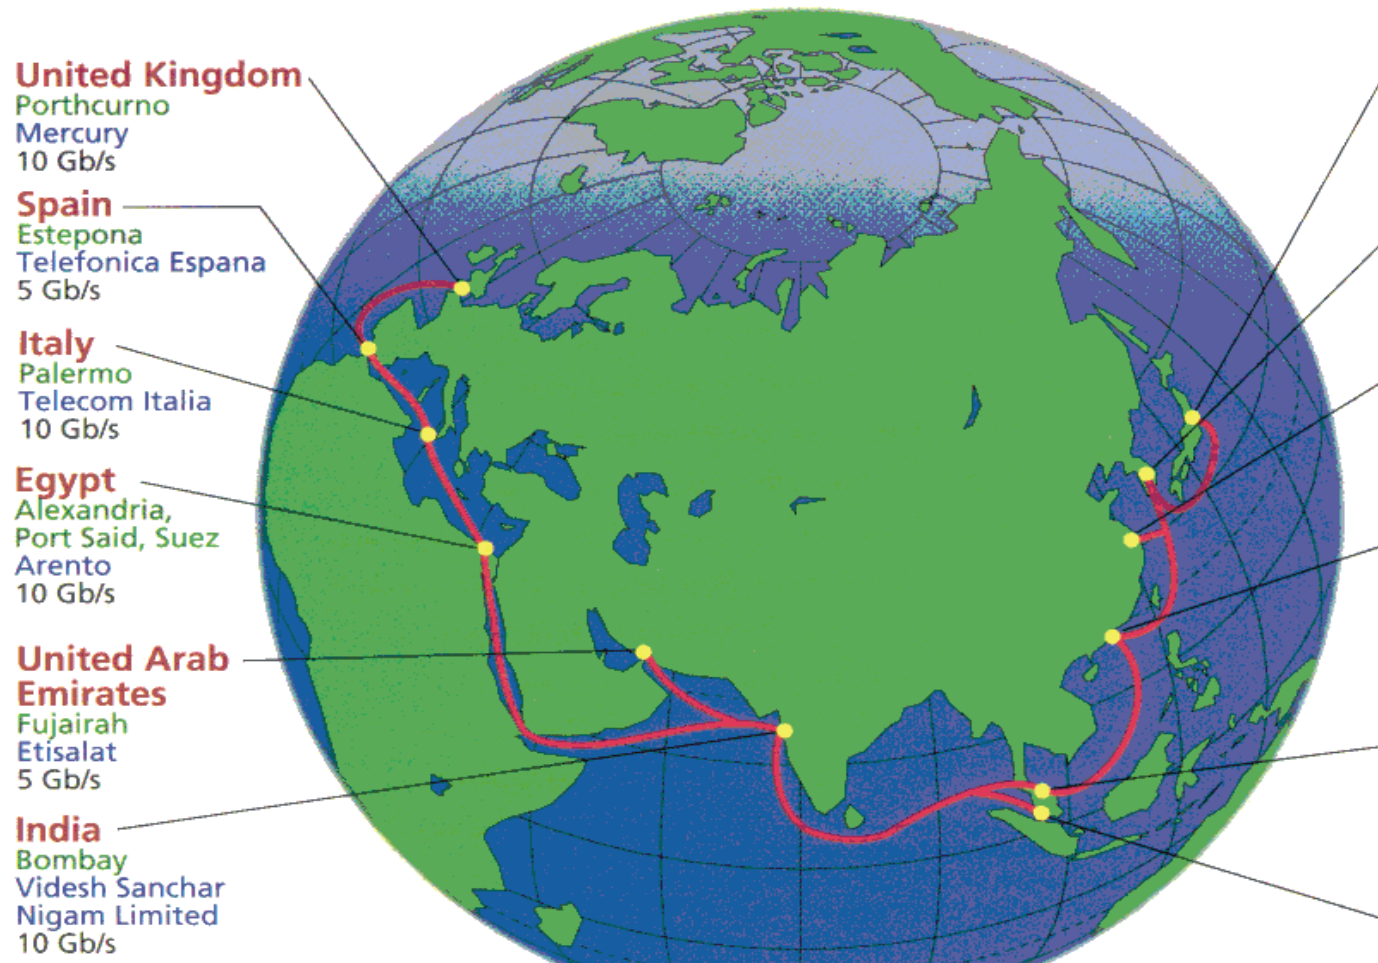 United Kingdom
Porthcurno
Mercury
10 Gb/s
Spain
Estepona
Telefonica Espana
5 Gb/s
Italy
Palermo
Telecom Italia
10 Gb/s
Egypt
Alexandria,
Port Said, Suez
Arento
10 Gb/s
United Arab
Emirates
Fujairah
Etisalat
5 Gb/s
India
Bombay
Videsh Sanchar
Nigam Limited
10 Gb/s